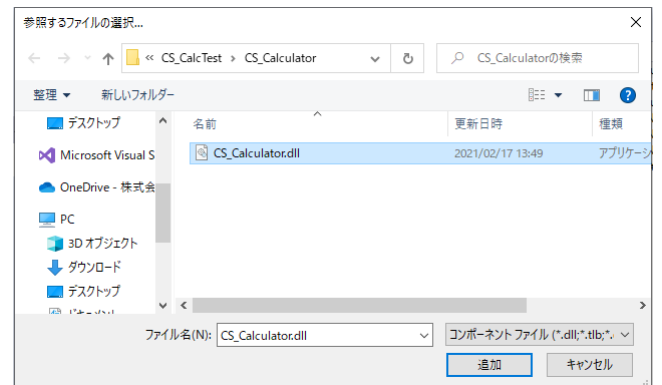 参照するファイルの選択...
« CS_CalcTest › CS_Calculator
CS_Calculatorの検索
整理
新しいフォルダー
デスクトップ
Microsoft Visual S
OneDrive - 株式会
PC
3D オブジェクト
ダウンロード
デスクトップ
名前
更新日時
種類
CS_Calculator.dll
2021/02/17 13:49
アプリケーシ
ファイル名(N):
CS_Calculator.dll
コンポーネント ファイル (*.dll;*.tlb;*.
追加
キャンセル